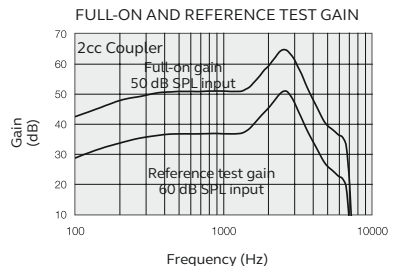 FULL-ON AND REFERENCE TEST GAIN
70
60
50
40
30
20
10
Gain
(dB)
2cc Coupler
Full-on gain
50 dB SPL input
Reference test gain
60 dB SPL input
100
1000
10000
Frequency (Hz)